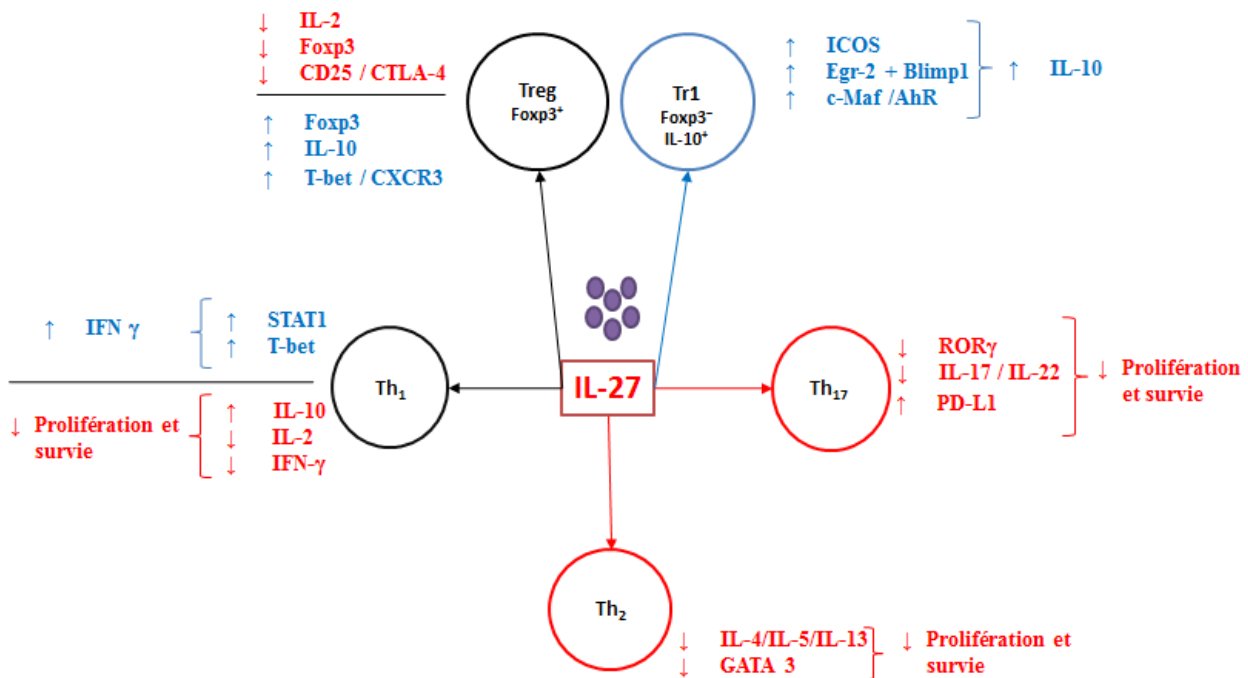 ↓ IL-2
↓ Foxp3
↓ CD25 / CTLA-4
↑ Foxp3
↑ IL-10
↑ T-bet / CXCR3
Treg
Foxp3⁺
Tr1
Foxp3⁻
IL-10⁺
↑ ICOS
↑ Egr-2 + Blimp1
↑ c-Maf /AhR
↑ IL-10
↑ IFN γ
↑ STAT1
↑ T-bet
↓ Prolifération et
survie
↑ IL-10
↓ IL-2
↓ IFN-γ
Th₁
IL-27
Th₁₇
↓ RORγ
↓ IL-17 / IL-22
↑ PD-L1
↓ Prolifération
et survie
Th₂
↓ IL-4/IL-5/IL-13
↓ GATA 3
↓ Prolifération et
survie